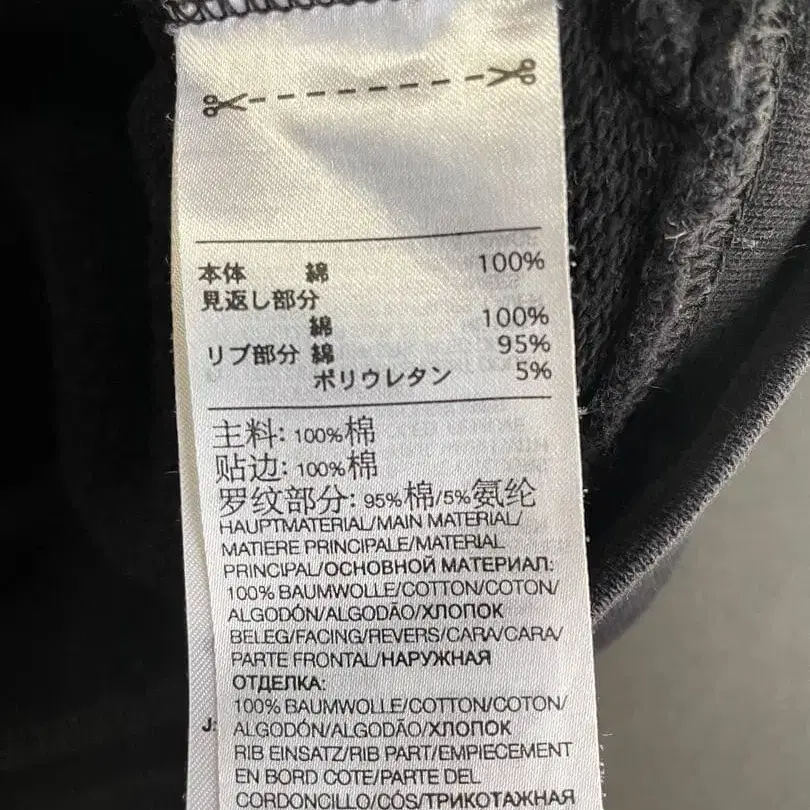 本体 綿 100%
見返し部分
綿 100%
リブ部分 綿 95%
ポリウレタン 5%
主料: 100%棉
贴边: 100%棉
罗纹部分: 95%棉/5%氨纶
HAUPTMATERIAL/MAIN MATERIAL/
MATIERE PRINCIPALE/MATERIAL
PRINCIPAL/ОСНОВНОЙ МАТЕРИАЛ:
100% BAUMWOLLE/COTTON/COTON/
ALGODÓN/ALGODÃO/ХЛОПОК
BELEG/FACING/REVERS/CARA/CARA/
PARTE FRONTAL/НАРУЖНАЯ
ОТДЕЛКА:
100% BAUMWOLLE/COTTON/COTON/
J: ALGODÓN/ALGODÃO/ХЛОПОК
RIB EINSATZ/RIB PART/EMPIECEMENT
EN BORD COTE/PARTE DEL
CORDONCILLO/CÓS/ТРИКОТАЖНАЯ